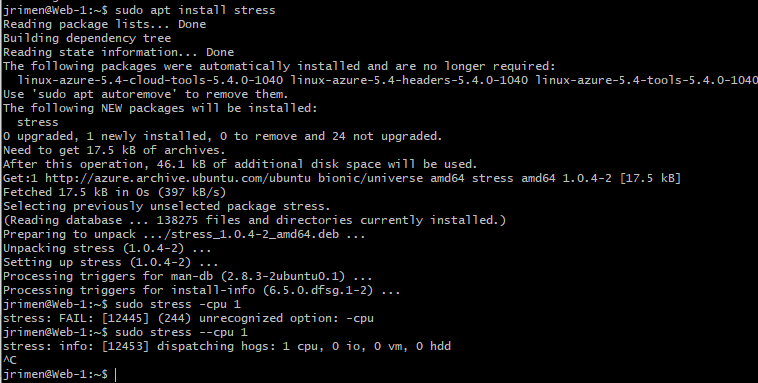 jrimen@Web-1:~$ sudo apt install stress
Reading package lists... Done
Building dependency tree
Reading state information... Done
The following packages were automatically installed and are no longer required:
  linux-azure-5.4-cloud-tools-5.4.0-1040 linux-azure-5.4-headers-5.4.0-1040 linux-azure-5.4-tools-5.4.0-1040
Use 'sudo apt autoremove' to remove them.
The following NEW packages will be installed:
  stress
0 upgraded, 1 newly installed, 0 to remove and 24 not upgraded.
Need to get 17.5 kB of archives.
After this operation, 46.1 kB of additional disk space will be used.
Get:1 http://azure.archive.ubuntu.com/ubuntu bionic/universe amd64 stress amd64 1.0.4-2 [17.5 kB]
Fetched 17.5 kB in 0s (397 kB/s)
Selecting previously unselected package stress.
(Reading database ... 138275 files and directories currently installed.)
Preparing to unpack .../stress_1.0.4-2_amd64.deb ...
Unpacking stress (1.0.4-2) ...
Setting up stress (1.0.4-2) ...
Processing triggers for man-db (2.8.3-2ubuntu0.1) ...
Processing triggers for install-info (6.5.0.dfsg.1-2) ...
jrimen@Web-1:~$ sudo stress -cpu 1
stress: FAIL: [12445] (244) unrecognized option: -cpu
jrimen@Web-1:~$ sudo stress --cpu 1
stress: info: [12453] dispatching hogs: 1 cpu, 0 io, 0 vm, 0 hdd
^C
jrimen@Web-1:~$